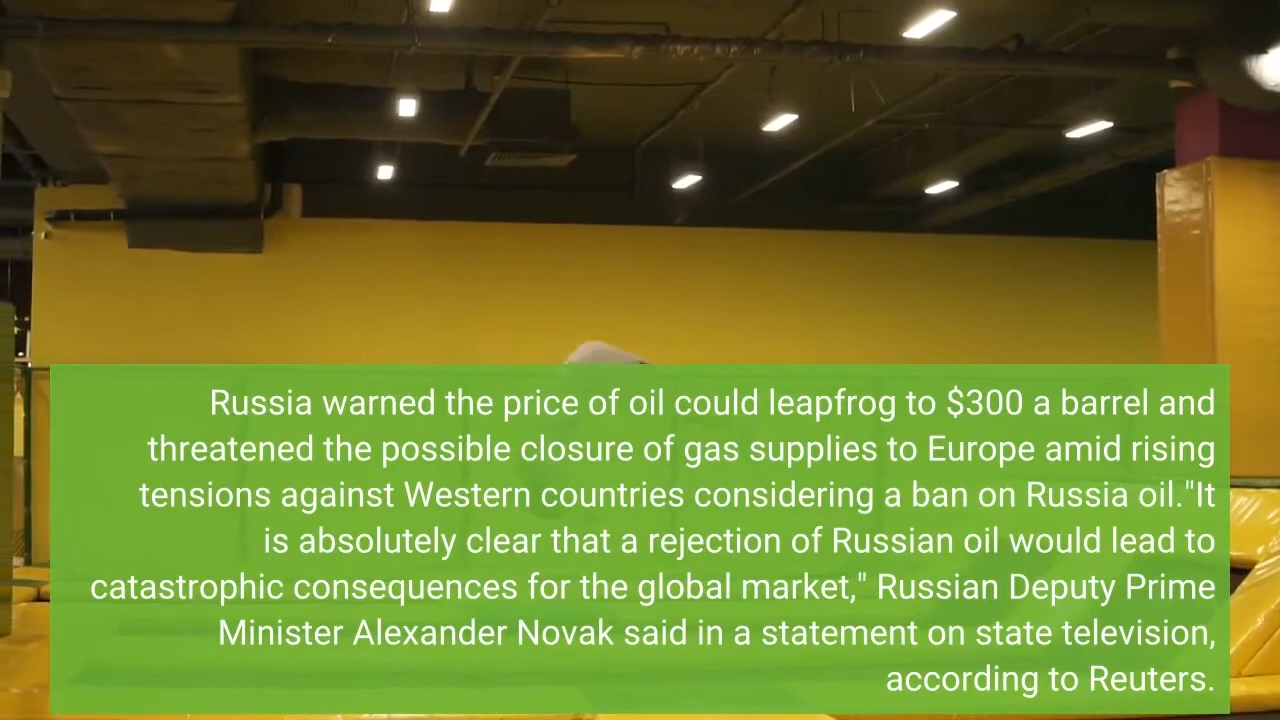 Russia warned the price of oil could leapfrog to $300 a barrel and
threatened the possible closure of gas supplies to Europe amid rising
tensions against Western countries considering a ban on Russia oil."It
is absolutely clear that a rejection of Russian oil would lead to
catastrophic consequences for the global market," Russian Deputy Prime
Minister Alexander Novak said in a statement on state television,
according to Reuters.